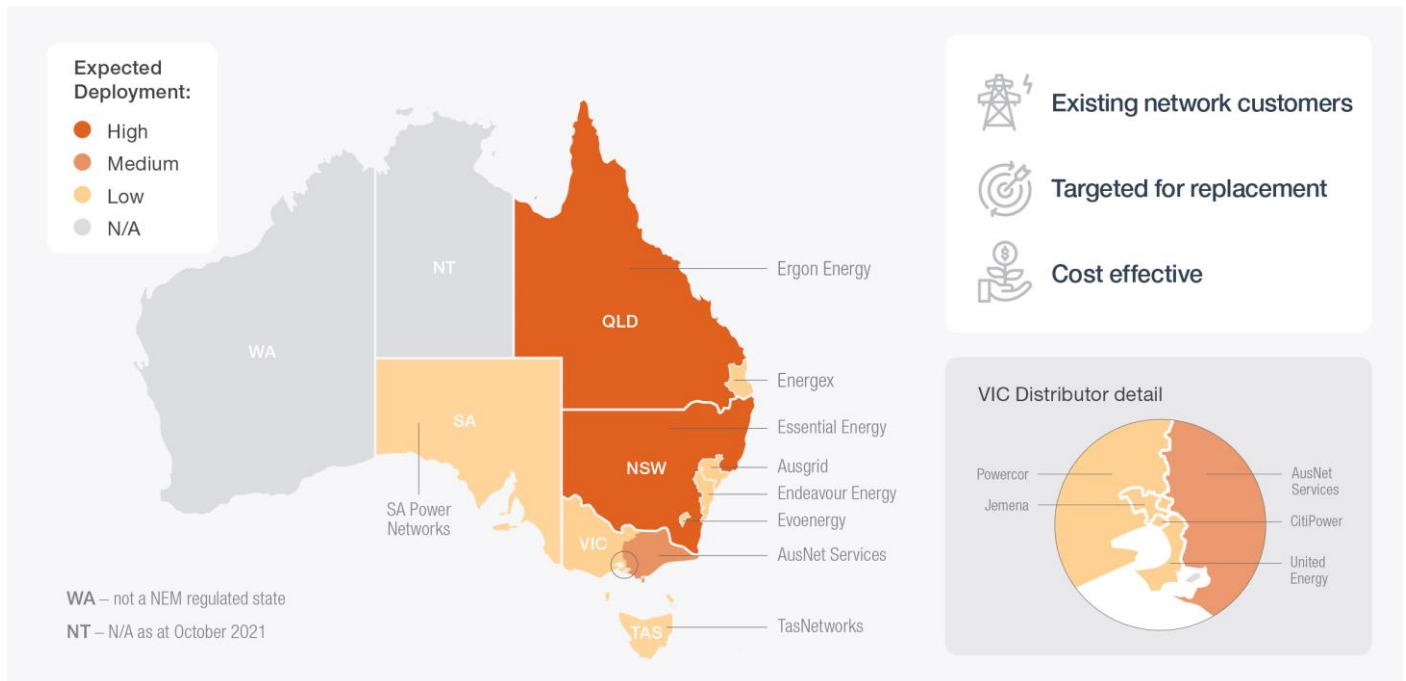 Expected
Deployment:
High
Medium
Low
N/A
WA
NT
QLD
SA
NSW
VIC
TAS
Ergon Energy
Energex
Essential Energy
Ausgrid
Endeavour Energy
Evoenergy
AusNet Services
TasNetworks
SA Power
Networks
WA – not a NEM regulated state
NT – N/A as at October 2021
Existing network customers
Targeted for replacement
$
Cost effective
VIC Distributor detail
Powercor
Jemena
AusNet
Services
CitiPower
United
Energy